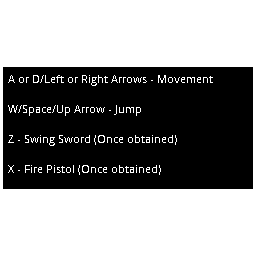 A or D/Left or Right Arrows - Movement
W/Space/Up Arrow - Jump
Z - Swing Sword (Once obtained)
X - Fire Pistol (Once obtained)